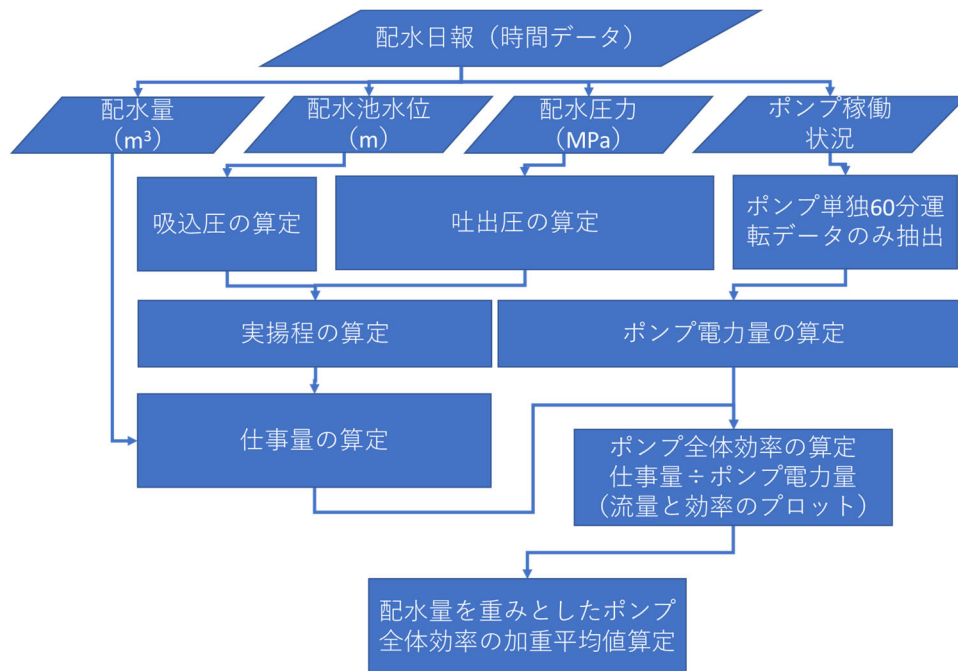 配水日報（時間データ）
配水量
（m³）
配水池水位
（m）
配水圧力
（MPa）
ポンプ稼働
状況
吸込圧の算定
吐出圧の算定
ポンプ単独60分運
転データのみ抽出
実揚程の算定
ポンプ電力量の算定
仕事量の算定
ポンプ全体効率の算定
仕事量÷ポンプ電力量
（流量と効率のプロット）
配水量を重みとしたポンプ
全体効率の加重平均値算定